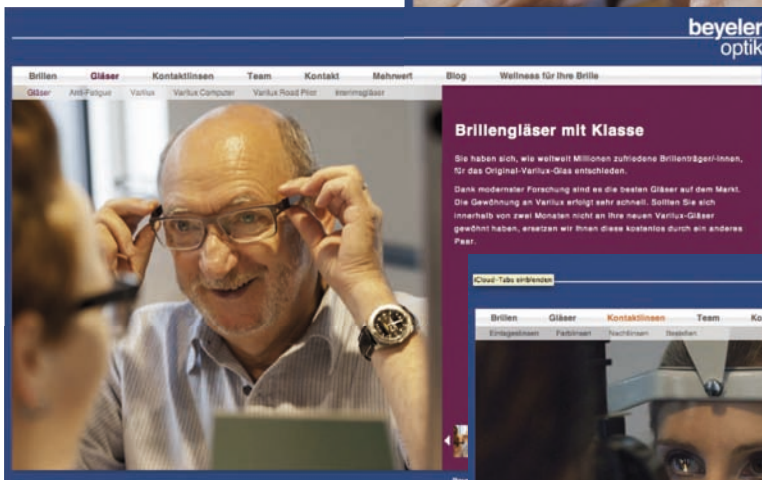 beyeler
optik
Brillen Gläser Kontaktlinsen Team Kontakt Mehrwert Blog Wellness für Ihre Brille
Gläser Anti-Fatigue Varilux Varilux Computer Varilux Road Pilot Interimsgläser
Brillengläser mit Klasse
Sie haben sich, wie weltweit Millionen zufriedene Brillenträger/-innen,
für das Original-Varilux-Glas entschieden.
Dank modernster Forschung sind es die besten Gläser auf dem Markt.
Die Gewöhnung an Varilux erfolgt sehr schnell. Sollten Sie sich
innerhalb von zwei Monaten nicht an Ihre neuen Varilux-Gläser
gewöhnt haben, ersetzen wir Ihnen diese kostenlos durch ein anderes
Paar.
iCloud-Tabs einblenden
Brillen Gläser Kontaktlinsen Team Ko
Eintageslinsen Farblinsen Nachtlinsen Bestellen